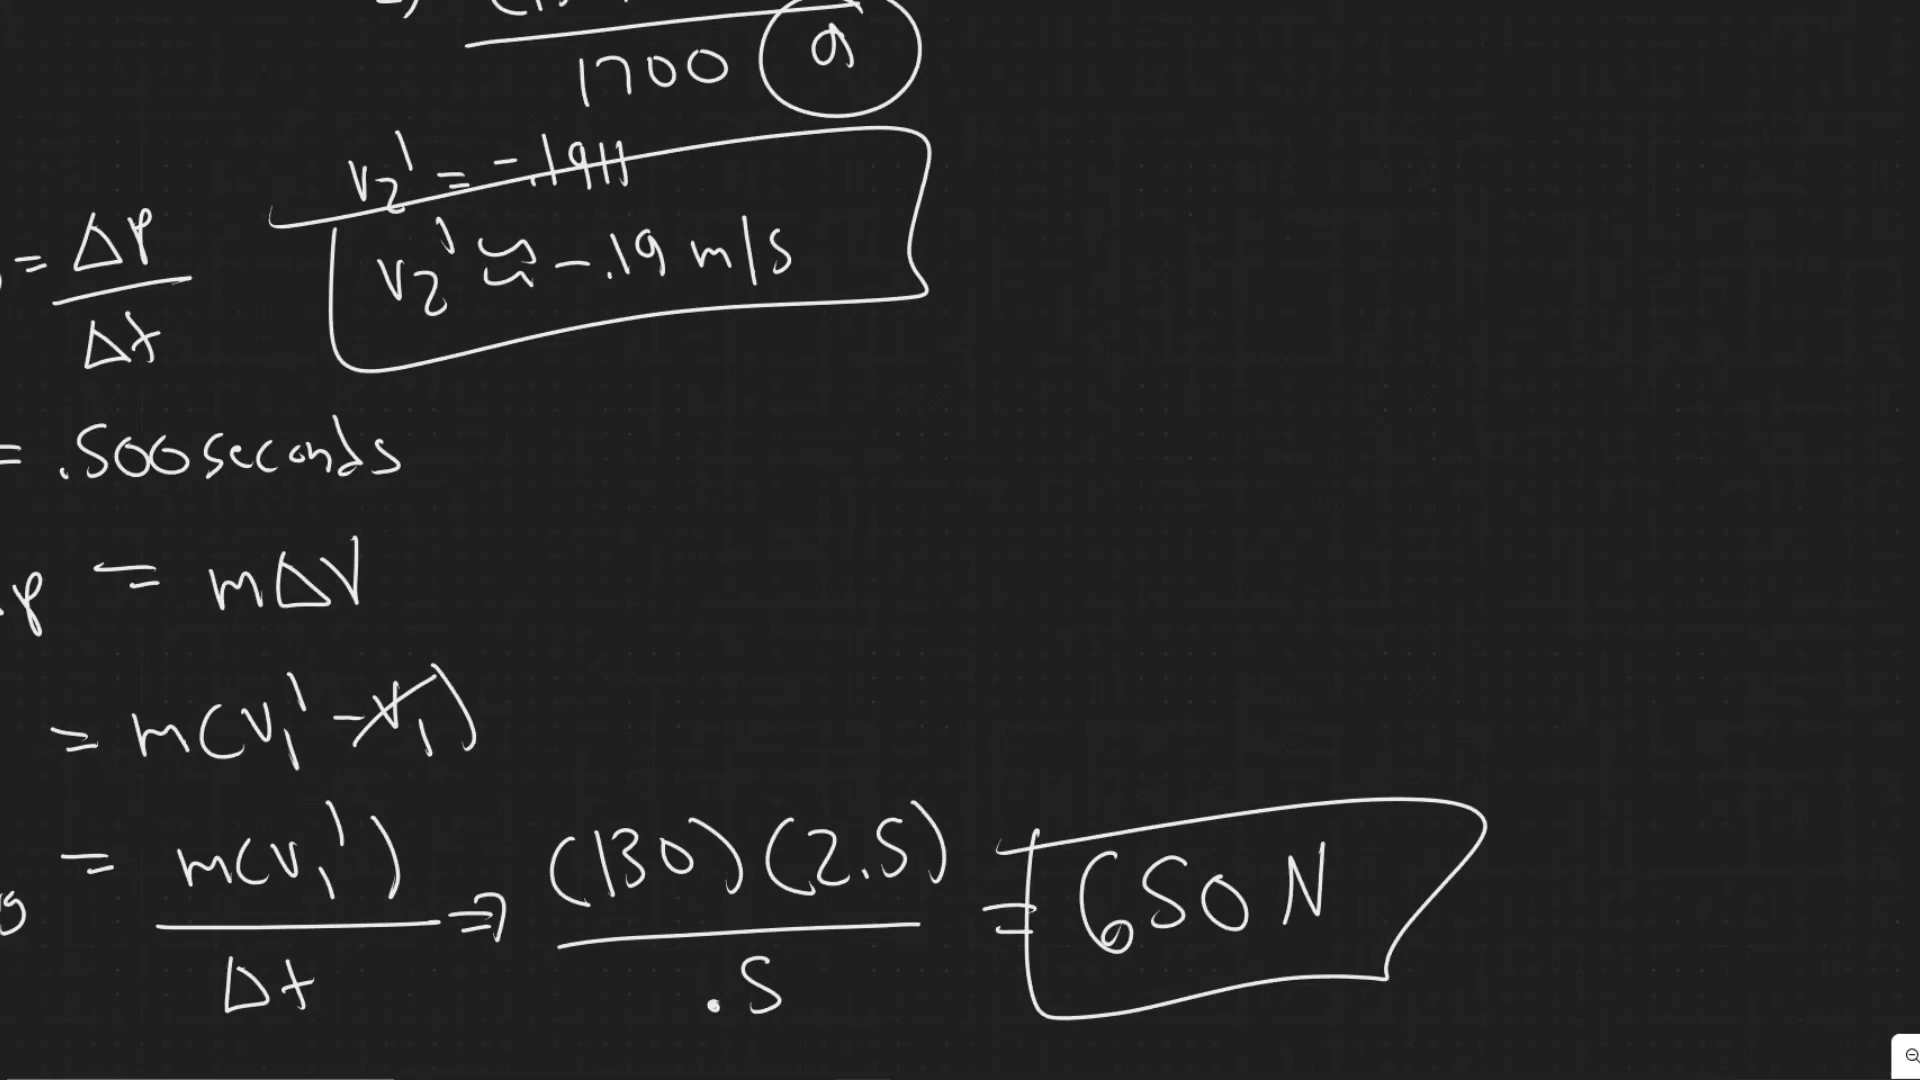 1700 a
v₂' = -.1911
= Δp / Δt
v₂' ≈ -.19 m/s
= .500 seconds
p = mΔV
= m(v₁' - v₁)
= m(v₁') / Δt ⇒ (130)(2.5) / .5 = 650 N